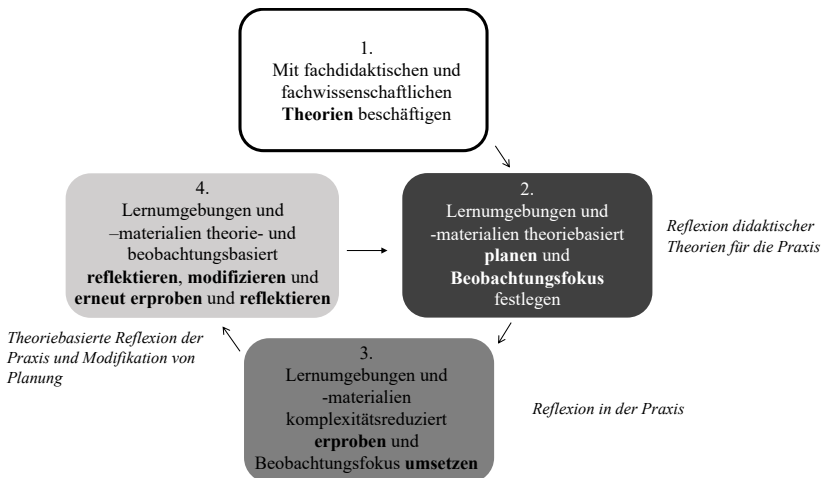 1.
Mit fachdidaktischen und
fachwissenschaftlichen
Theorien beschäftigen
2.
Lernumgebungen und
-materialien theoriebasiert
planen und
Beobachtungsfokus
festlegen
Reflexion didaktischer
Theorien für die Praxis
3.
Lernumgebungen und
-materialien
komplexitätsreduziert
erproben und
Beobachtungsfokus umsetzen
Reflexion in der Praxis
4.
Lernumgebungen und
–materialien theorie- und
beobachtungsbasiert
reflektieren, modifizieren und
erneut erproben und reflektieren
Theoriebasierte Reflexion der
Praxis und Modifikation von
Planung